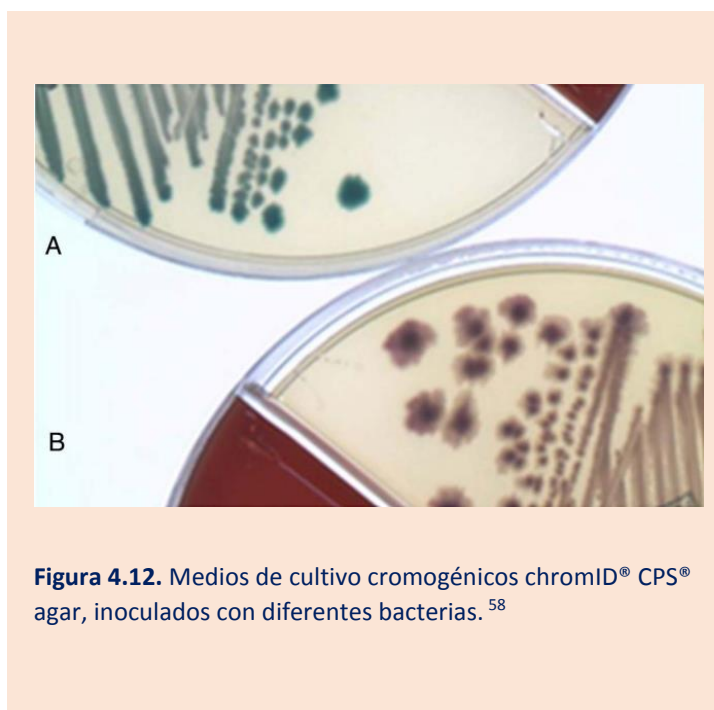 A
B
Figura 4.12. Medios de cultivo cromogénicos chromID® CPS®
agar, inoculados con diferentes bacterias. 58